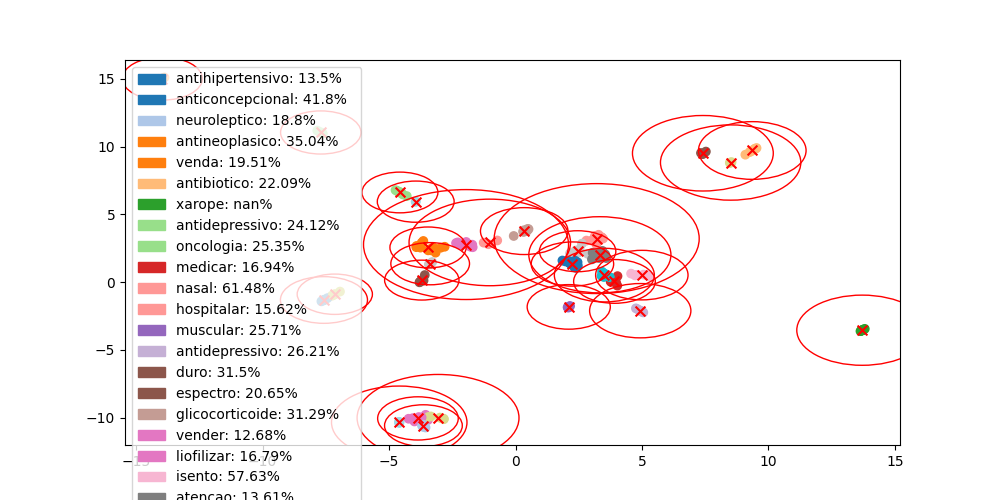 antihipertensivo: 13.5%
anticoncepcional: 41.8%
neuroleptico: 18.8%
antineoplasico: 35.04%
venda: 19.51%
antibiotico: 22.09%
xarope: nan%
antidepressivo: 24.12%
oncologia: 25.35%
medicar: 16.94%
nasal: 61.48%
hospitalar: 15.62%
muscular: 25.71%
antidepressivo: 26.21%
duro: 31.5%
espectro: 20.65%
glicocorticoide: 31.29%
vender: 12.68%
liofilizar: 16.79%
isento: 57.63%
atencao: 13.61%
15
10
5
0
−5
−10
−15 −10 −5 0 5 10 15